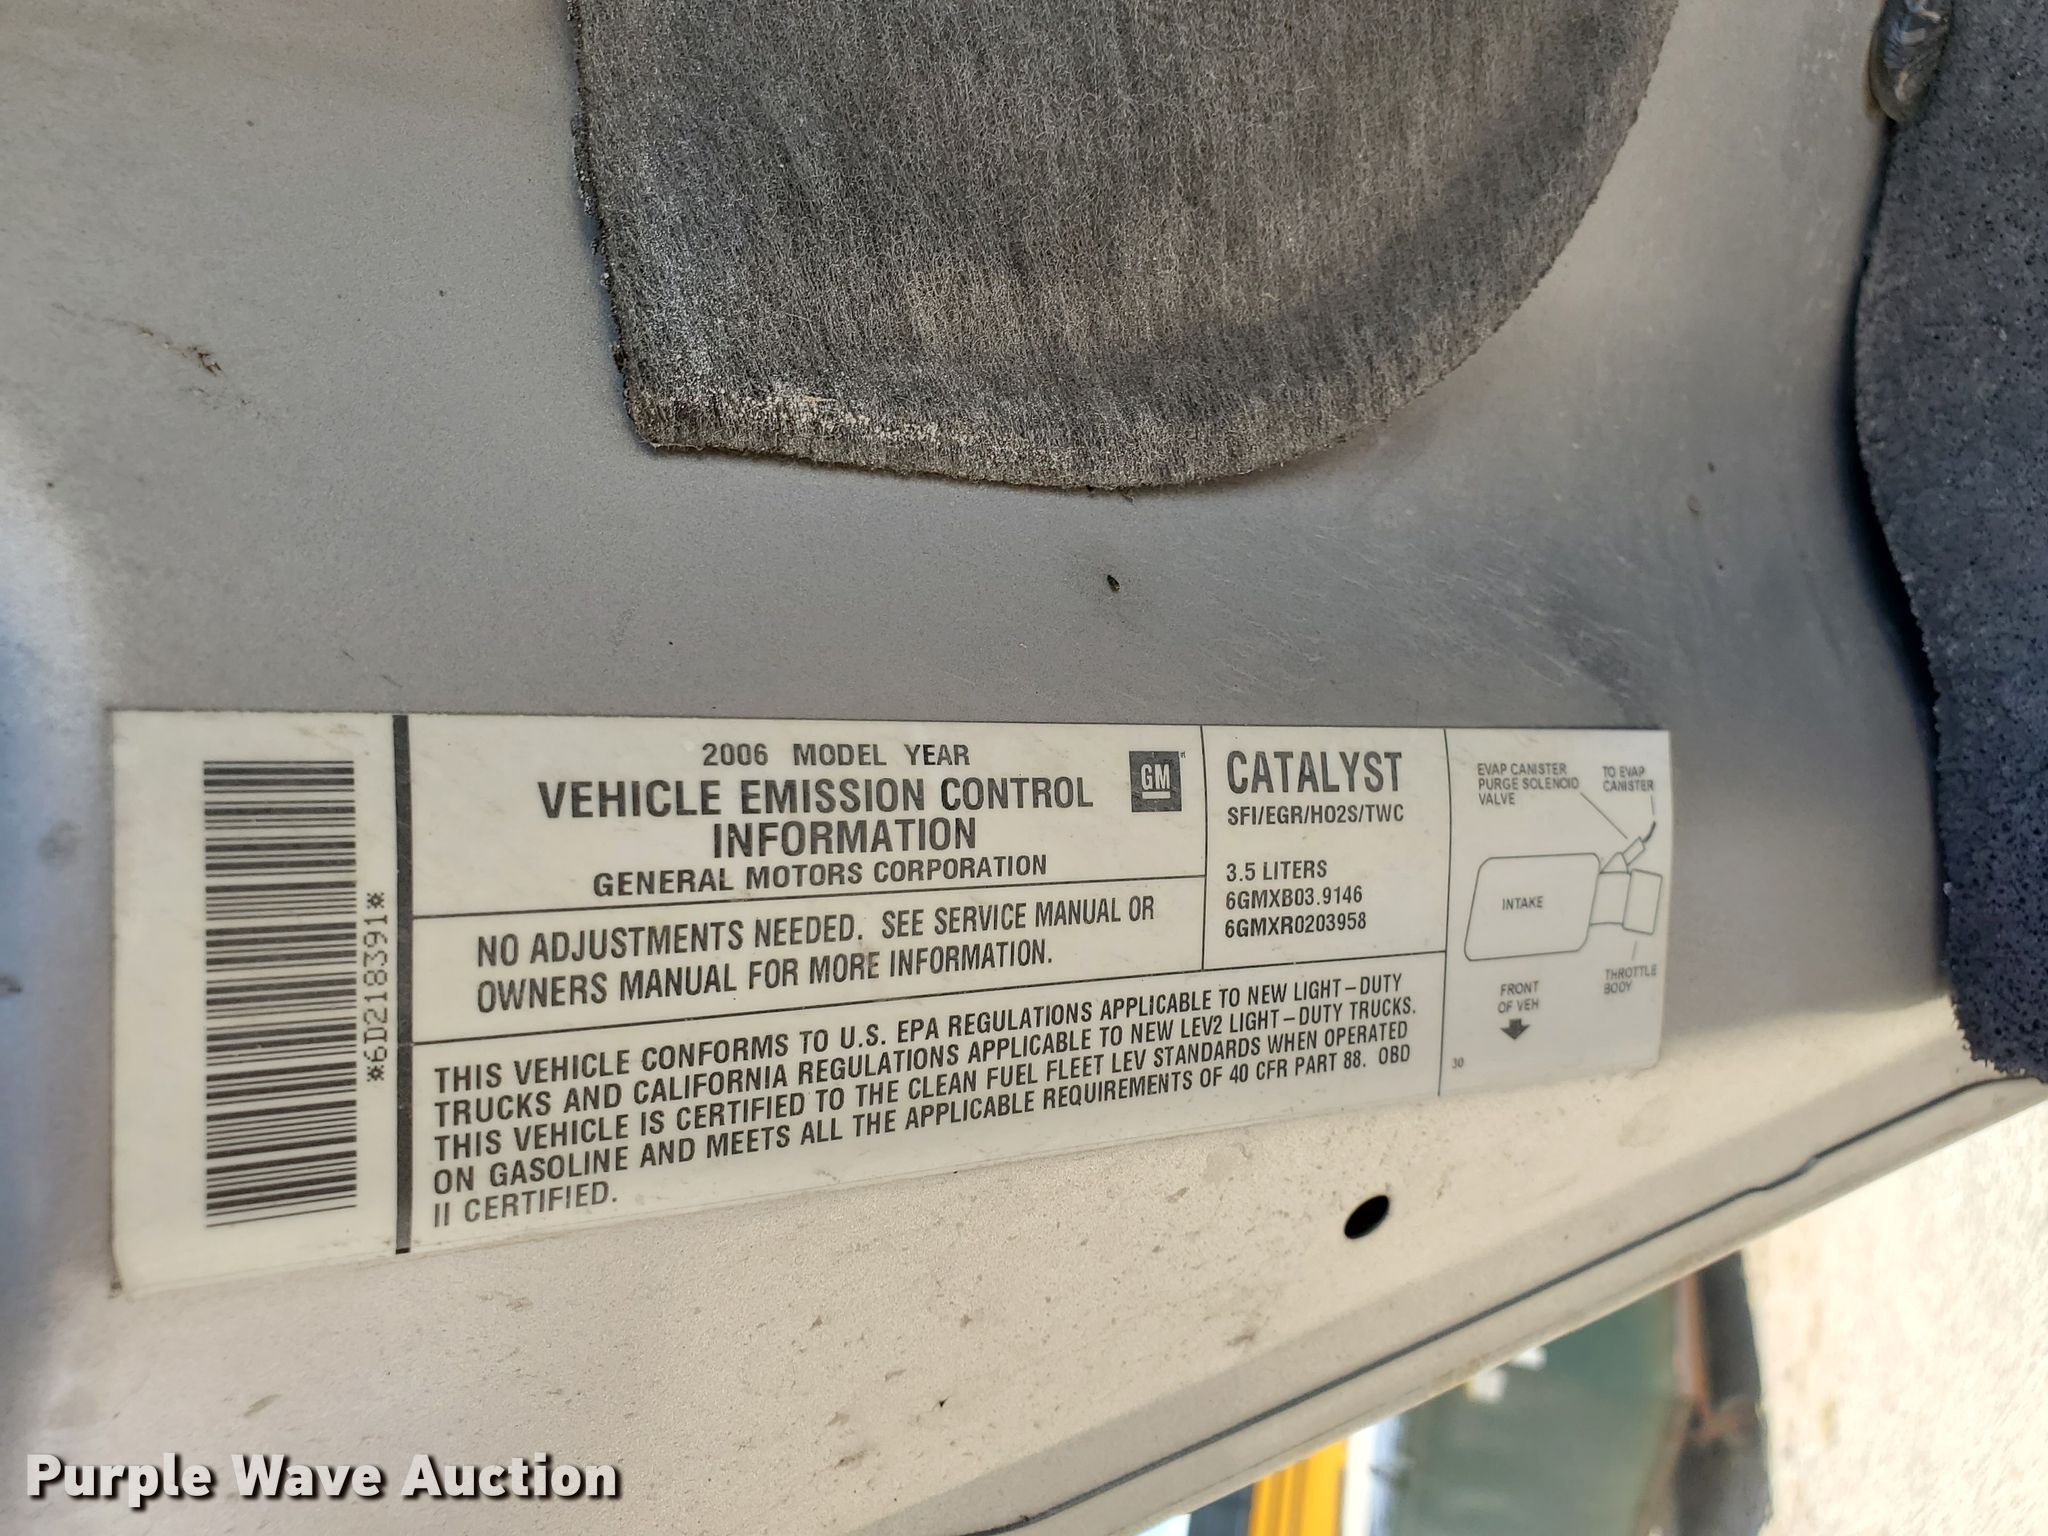 *6D218391*
2006 MODEL YEAR
VEHICLE EMISSION CONTROL
INFORMATION
GENERAL MOTORS CORPORATION
GM
NO ADJUSTMENTS NEEDED. SEE SERVICE MANUAL OR
OWNERS MANUAL FOR MORE INFORMATION.
CATALYST
SFI/EGR/HO2S/TWC
3.5 LITERS
6GMXB03.9146
6GMXR0203958
THIS VEHICLE CONFORMS TO U.S. EPA REGULATIONS APPLICABLE TO NEW LIGHT-DUTY
TRUCKS AND CALIFORNIA REGULATIONS APPLICABLE TO NEW LEV2 LIGHT-DUTY TRUCKS.
THIS VEHICLE IS CERTIFIED TO THE CLEAN FUEL FLEET LEV STANDARDS WHEN OPERATED
ON GASOLINE AND MEETS ALL THE APPLICABLE REQUIREMENTS OF 40 CFR PART 88. OBD
II CERTIFIED.
EVAP CANISTER
PURGE SOLENOID
VALVE
TO EVAP
CANISTER
INTAKE
THROTTLE
BODY
FRONT
OF VEH
30
Purple Wave Auction